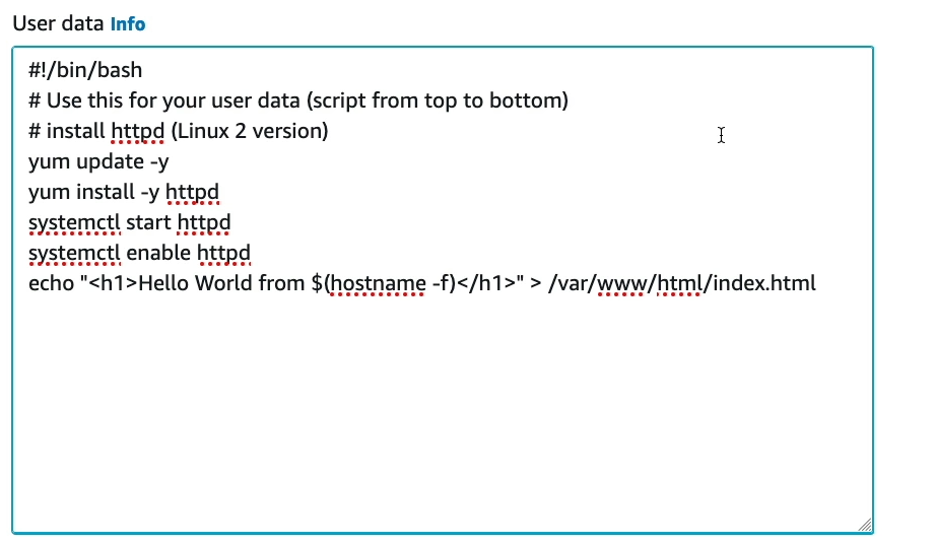 User data Info
#!/bin/bash
# Use this for your user data (script from top to bottom)
# install httpd (Linux 2 version)
yum update -y
yum install -y httpd
systemctl start httpd
systemctl enable httpd
echo "<h1>Hello World from $(hostname -f)</h1>" > /var/www/html/index.html